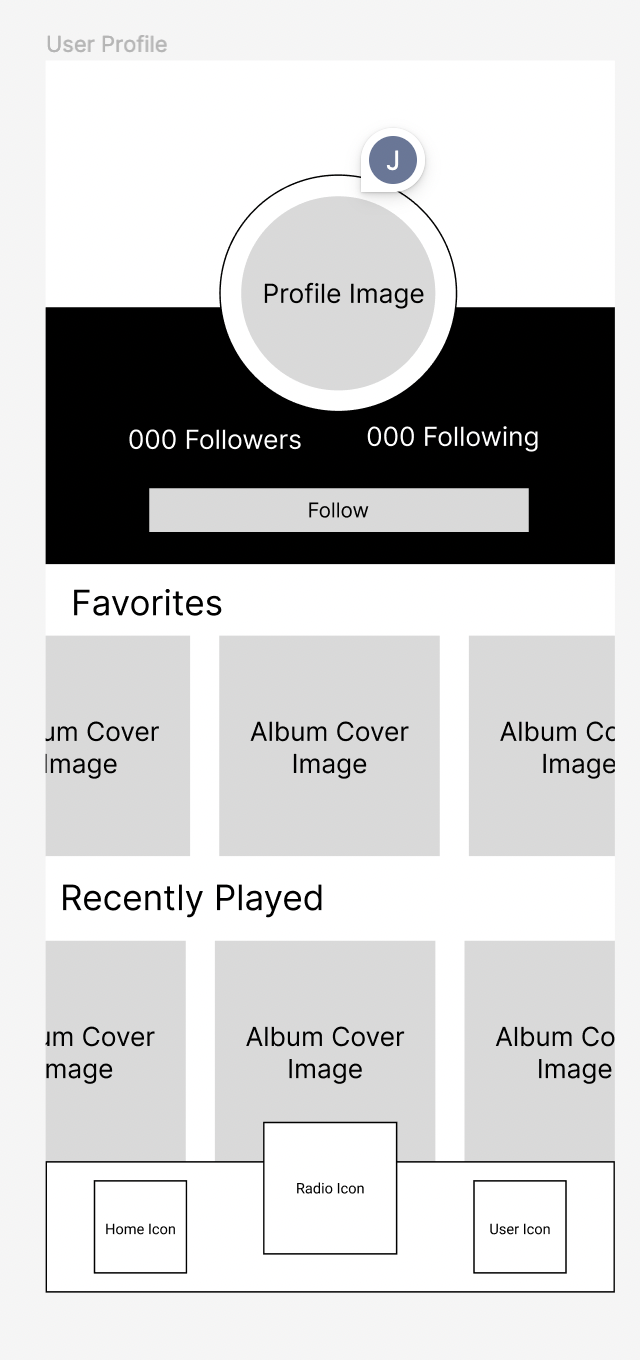 User Profile
J
Profile Image
000 Followers
000 Following
Follow
Favorites
um Cover
Image
Album Cover
Image
Album Co
Image
Recently Played
um Cover
mage
Album Cover
Image
Album Co
Image
Radio Icon
Home Icon
User Icon